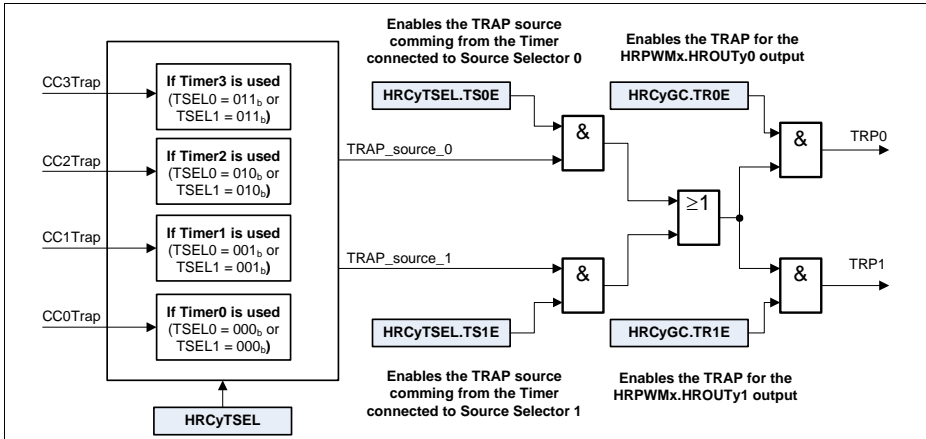 Enables the TRAP source
comming from the Timer
connected to Source Selector 0
Enables the TRAP for the
HRPWMx.HROUTy0 output
CC3Trap
If Timer3 is used
(TSEL0 = 011b or
TSEL1 = 011b)
HRCyTSEL.TS0E
HRCyGC.TR0E
&
&
TRP0
TRAP_source_0
CC2Trap
If Timer2 is used
(TSEL0 = 010b or
TSEL1 = 010b)
≥1
CC1Trap
If Timer1 is used
(TSEL0 = 001b or
TSEL1 = 001b)
TRAP_source_1
&
&
TRP1
CC0Trap
If Timer0 is used
(TSEL0 = 000b or
TSEL1 = 000b)
HRCyTSEL.TS1E
HRCyGC.TR1E
Enables the TRAP source
comming from the Timer
connected to Source Selector 1
Enables the TRAP for the
HRPWMx.HROUTy1 output
HRCyTSEL